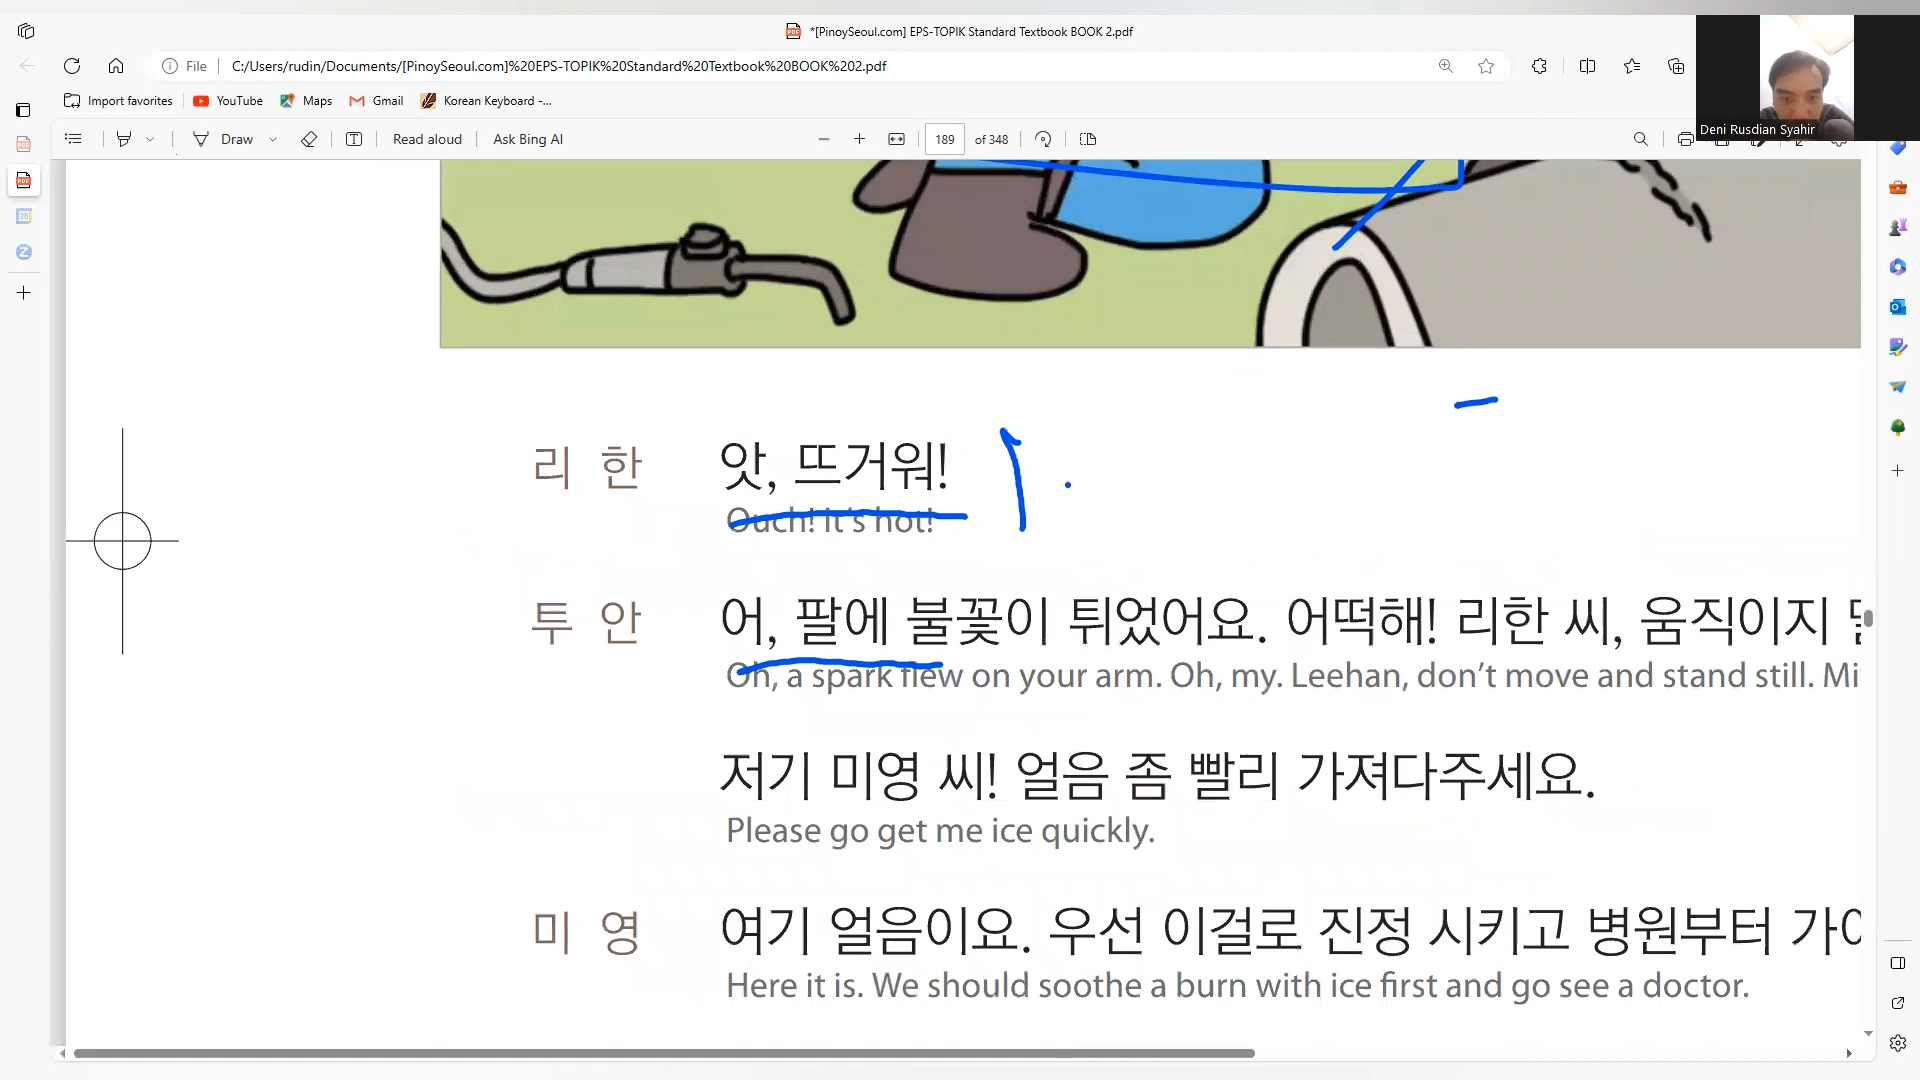 *[PinoySeoul.com] EPS-TOPIK Standard Textbook BOOK 2.pdf
File C:/Users/rudin/Documents/[PinoySeoul.com]%20EPS-TOPIK%20Standard%20Textbook%20BOOK%202.pdf
Import favorites YouTube Maps Gmail Korean Keyboard -...
Deni Rusdian Syahir
Draw Read aloud Ask Bing AI 189 of 348
리 한 앗, 뜨거워!
Ouch! It's hot!
투 안 어, 팔에 불꽃이 튀었어요. 어떡해! 리한 씨, 움직이지
Oh, a spark flew on your arm. Oh, my. Leehan, don't move and stand still. Mi
저기 미영 씨! 얼음 좀 빨리 가져다주세요.
Please go get me ice quickly.
미 영 여기 얼음이요. 우선 이걸로 진정 시키고 병원부터 가
Here it is. We should soothe a burn with ice first and go see a doctor.